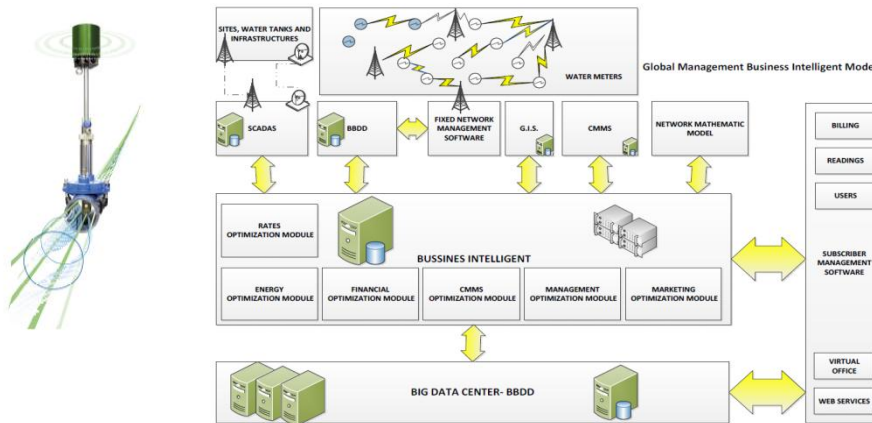 SITES, WATER TANKS AND
INFRASTRUCTURES
WATER METERS
Global Management Business Intelligent Mode
SCADAS
BBDD
FIXED NETWORK
MANAGEMENT
SOFTWARE
G.I.S.
CMMS
NETWORK MATHEMATIC
MODEL
BILLING
READINGS
USERS
SUBSCRIBER
MANAGEMENT
SOFTWARE
VIRTUAL
OFFICE
WEB SERVICES
RATES
OPTIMIZATION MODULE
BUSSINES INTELLIGENT
ENERGY
OPTIMIZATION MODULE
FINANCIAL
OPTIMIZATION MODULE
CMMS
OPTIMIZATION MODULE
MANAGEMENT
OPTIMIZATION MODULE
MARKETING
OPTIMIZATION MODULE
BIG DATA CENTER- BBDD